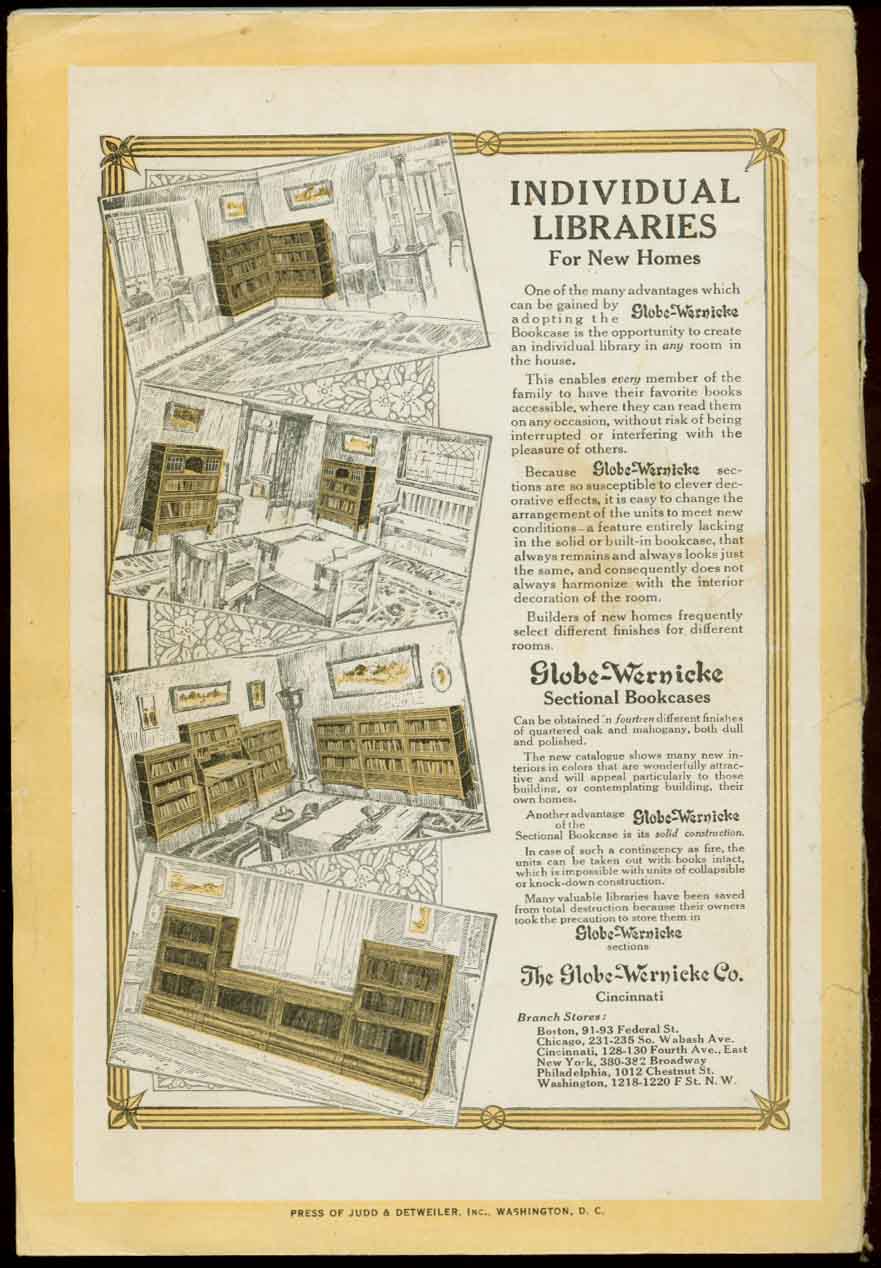 INDIVIDUAL
LIBRARIES
For New Homes
One of the many advantages which
can be gained by
adopting the Globe-Wernicke
Bookcase is the opportunity to create
an individual library in any room in
the house.
This enables every member of the
family to have their favorite books
accessible, where they can read them
on any occasion, without risk of being
interrupted or interfering with the
pleasure of others.
Because Globe-Wernicke sec-
tions are so susceptible to clever dec-
orative effects, it is easy to change the
arrangement of the units to meet new
conditions—a feature entirely lacking
in the solid or built-in bookcase, that
always remains and always looks just
the same, and consequently does not
always harmonize with the interior
decoration of the room.
Builders of new homes frequently
select different finishes for different
rooms.
Globe-Wernicke
Sectional Bookcases
Can be obtained in fourteen different finishes
of quartered oak and mahogany, both dull
and polished.
The new catalogue shows many new in-
teriors in colors that are wonderfully attrac-
tive and will appeal particularly to those
building, or contemplating building, their
own homes.
Another advantage
of the Globe-Wernicke
Sectional Bookcase is its solid construction.
In case of such a contingency as fire, the
units can be taken out with books intact,
which is impossible with units of collapsible
or knock-down construction.
Many valuable libraries have been saved
from total destruction because their owners
took the precaution to store them in
Globe-Wernicke
sections
The Globe-Wernicke Co.
Cincinnati
Branch Stores:
Boston, 91-93 Federal St.
Chicago, 231-235 So. Wabash Ave.
Cincinnati, 128-130 Fourth Ave., East
New York, 380-382 Broadway
Philadelphia, 1012 Chestnut St.
Washington, 1218-1220 F St. N. W.
PRESS OF JUDD & DETWEILER, INC., WASHINGTON, D. C.